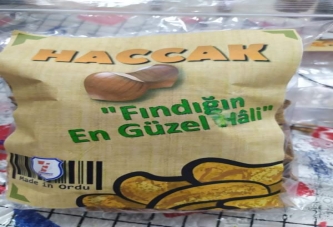 HACCAK
"Fındığın
En Güzel Hâli"
Made in Ordu